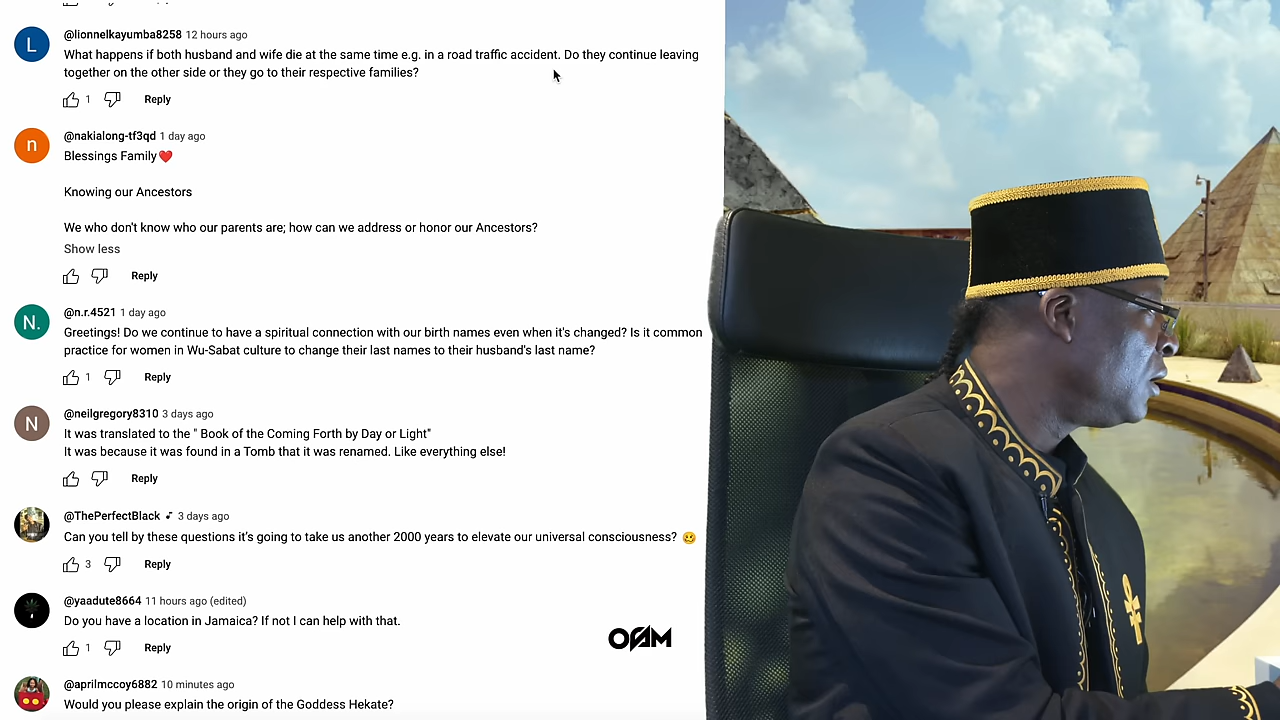 L
@lionnelkayumba8258 12 hours ago
What happens if both husband and wife die at the same time e.g. in a road traffic accident. Do they continue leaving
together on the other side or they go to their respective families?
1
Reply
n
@nakialong-tf3qd 1 day ago
Blessings Family❤️
Knowing our Ancestors
We who don't know who our parents are; how can we address or honor our Ancestors?
Show less
Reply
N.
@n.r.4521 1 day ago
Greetings! Do we continue to have a spiritual connection with our birth names even when it's changed? Is it common
practice for women in Wu-Sabat culture to change their last names to their husband's last name?
1
Reply
N
@neilgregory8310 3 days ago
It was translated to the " Book of the Coming Forth by Day or Light"
It was because it was found in a Tomb that it was renamed. Like everything else!
Reply
@ThePerfectBlack 3 days ago
Can you tell by these questions it's going to take us another 2000 years to elevate our universal consciousness? 🥴
3
Reply
@yaadute8664 11 hours ago (edited)
Do you have a location in Jamaica? If not I can help with that.
1
Reply
@aprilmccoy6882 10 minutes ago
Would you please explain the origin of the Goddess Hekate?